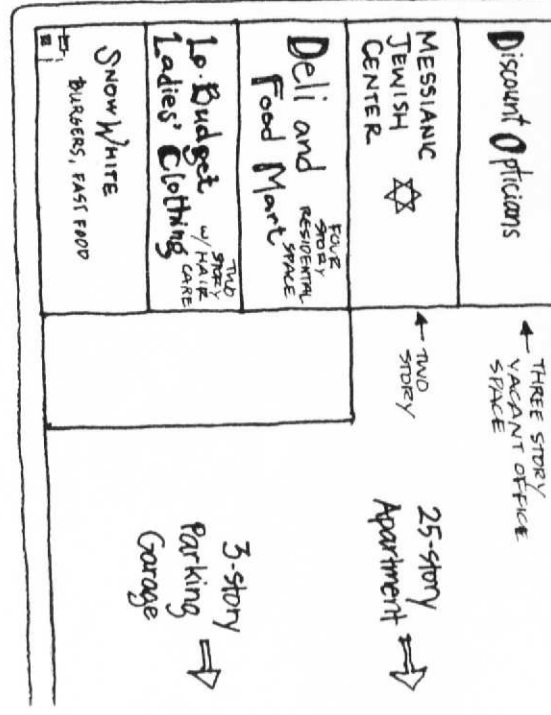 Discount Opticians
← THREE STORY
VACANT OFFICE
SPACE
MESSIANIC
JEWISH
CENTER
← TWO
STORY
25-story
Apartment
Deli and
Food Mart
FOUR
STORY
RESIDENTAL
SPACE
Lo-Budget
Ladies' Clothing
TWO
STORY
W/ HAIR
CARE
3-story
Parking
Garage
SNOW WHITE
BURGERS, FAST FOOD